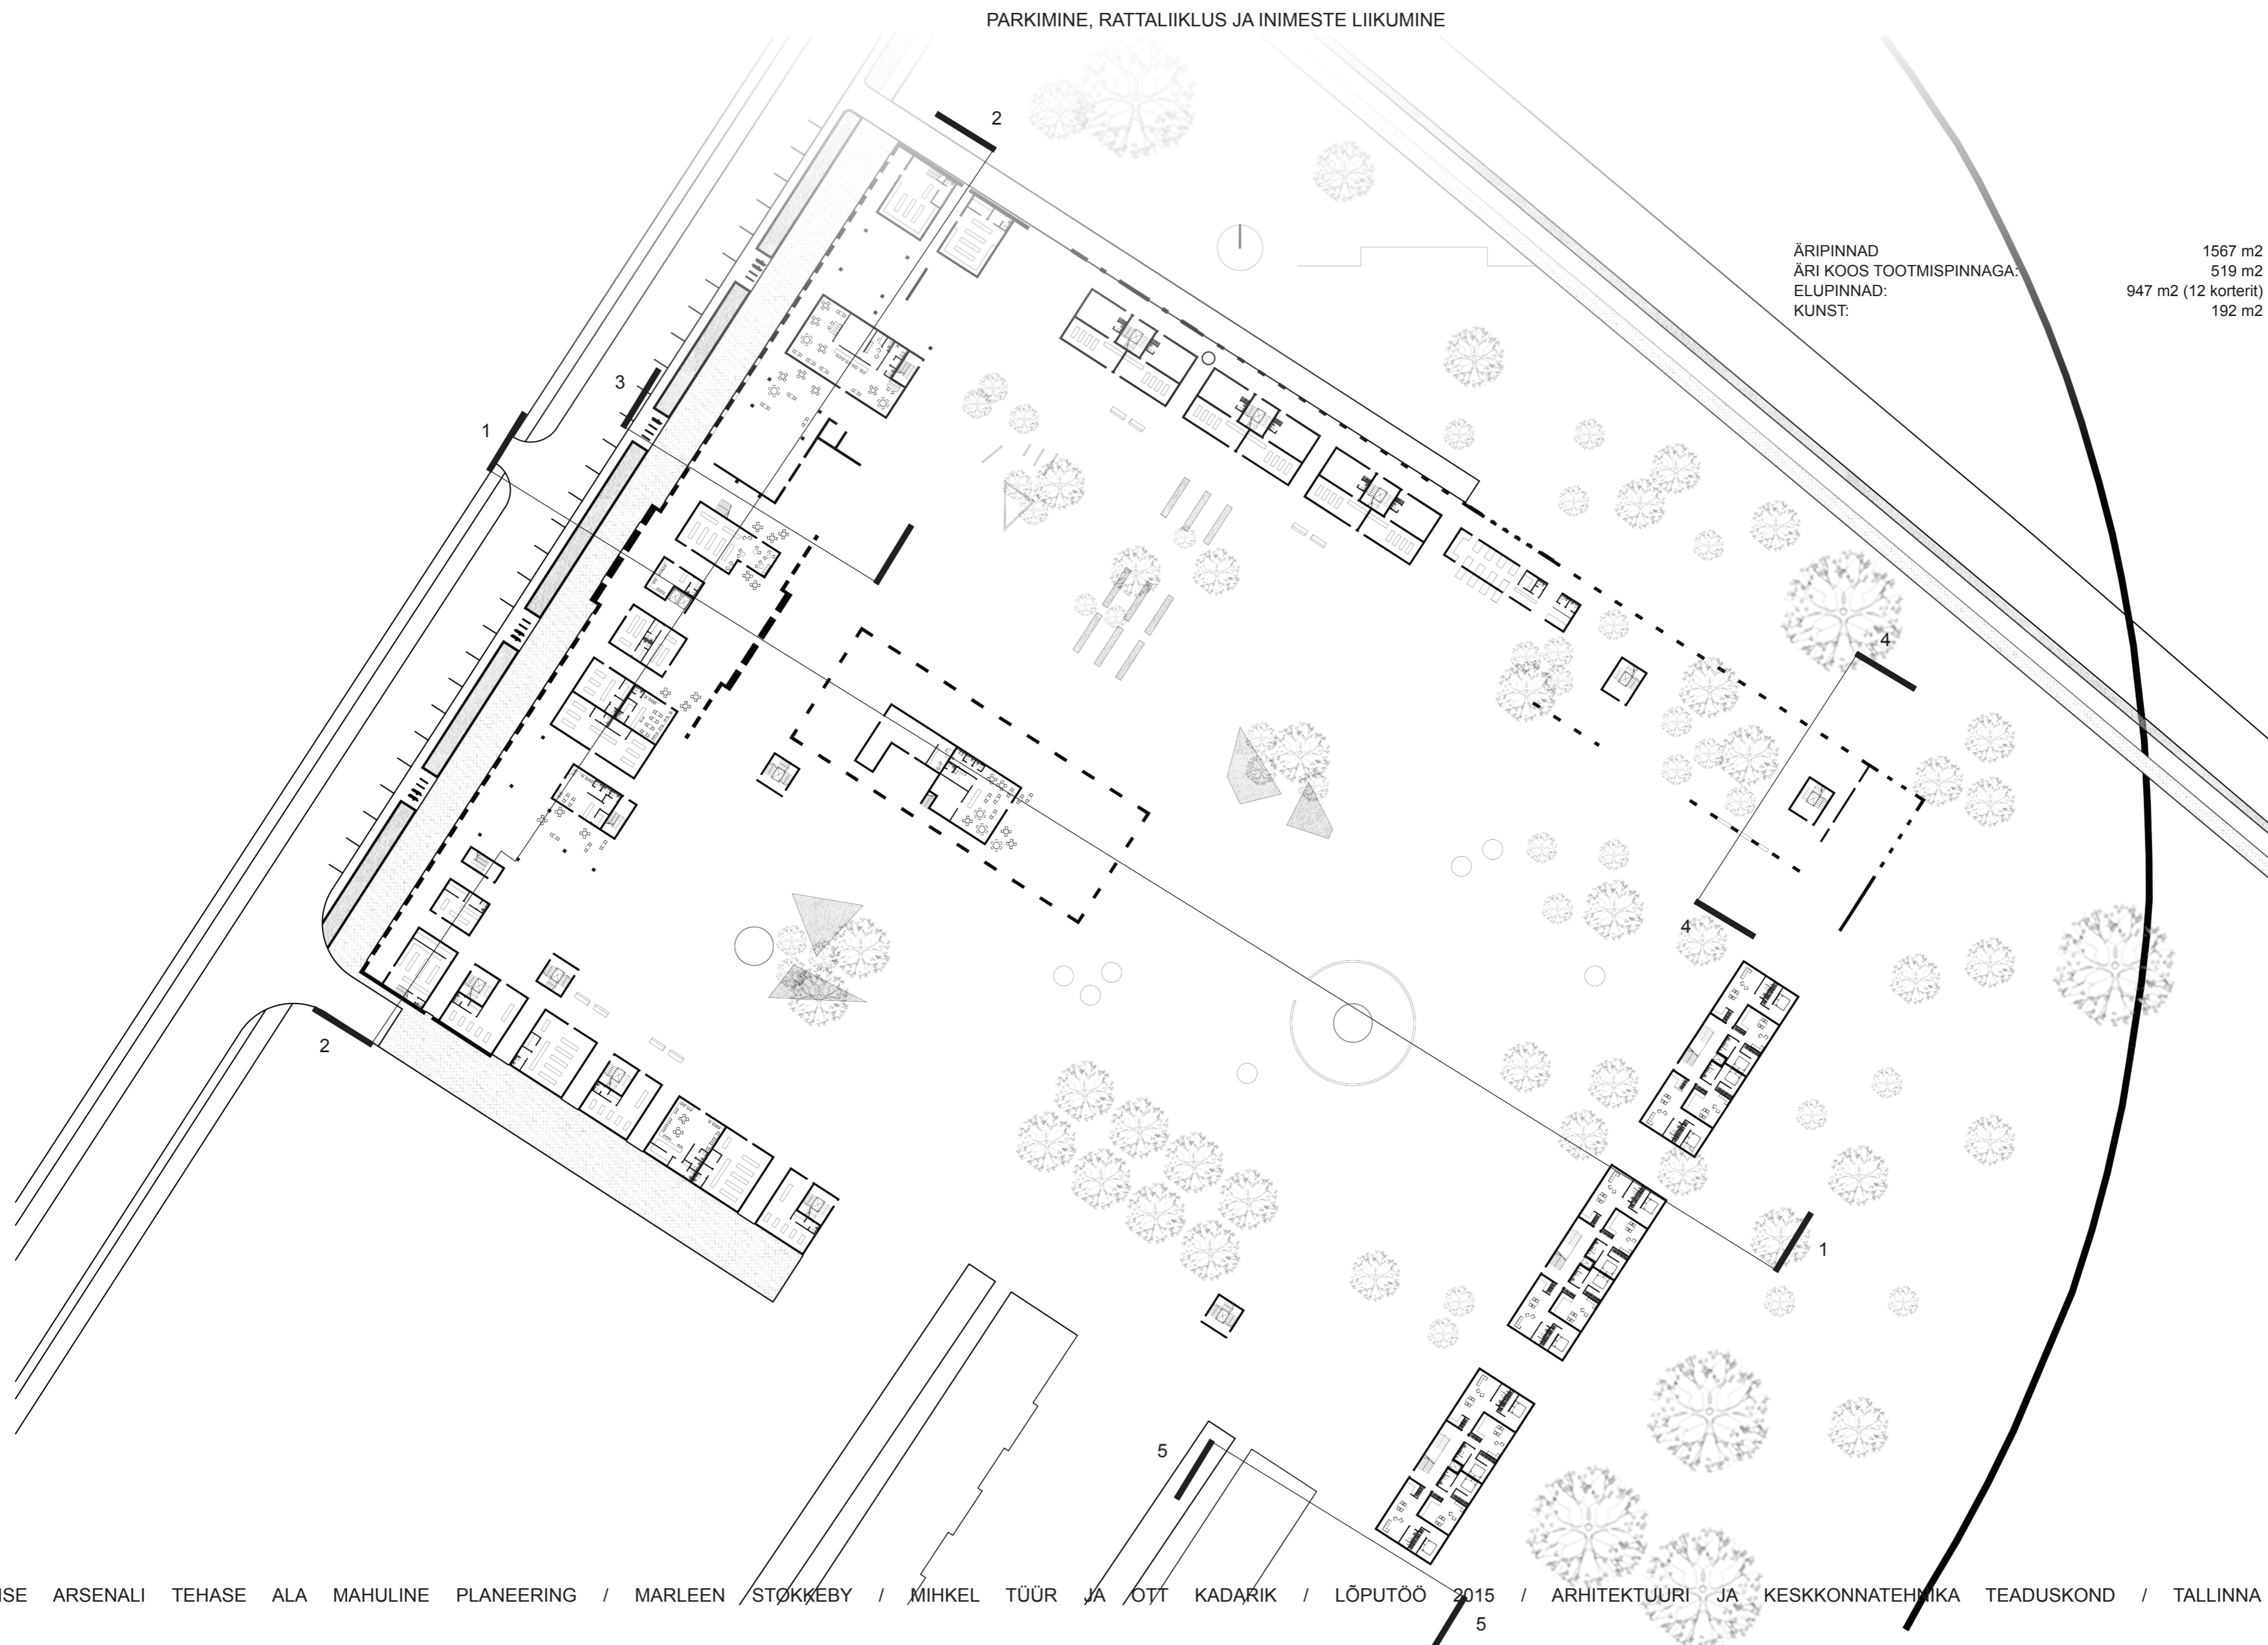 PARKIMINE, RATTALIIKLUS JA INIMESTE LIIKUMINE
2
ÄRIPINNAD 1567 m2
ÄRI KOOS TOOTMISPINNAGA: 519 m2
ELUPINNAD: 947 m2 (12 korterit)
KUNST: 192 m2
3
1
4
4
2
1
5
ARSENALI TEHASE ALA MAHULINE PLANEERING / MARLEEN STOKKEBY / MIHKEL TÜÜR JA OTT KADARIK / LÕPUTÖÖ 2015 / ARHITEKTUURI JA KESKKONNATEHNIKA TEADUSKOND / TALLINNA
5